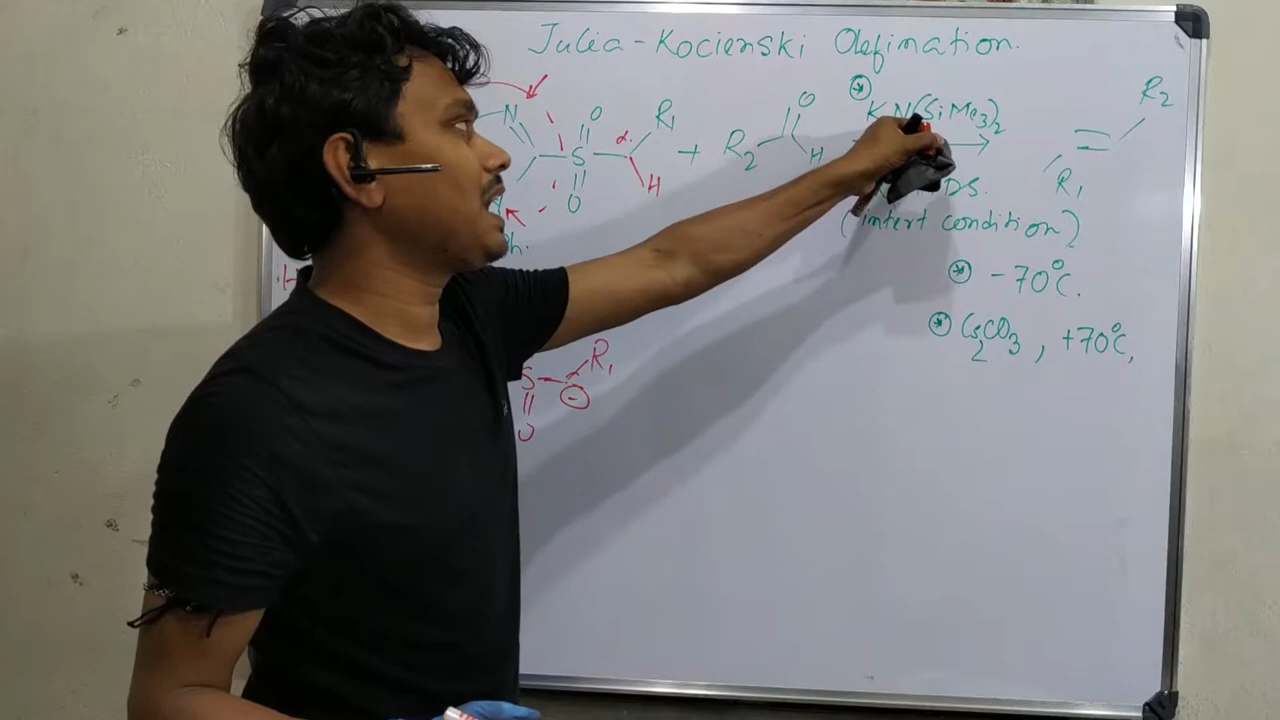 Julia-Kocienski Olefination.
N O R1 α S H O + R2 O H KN(SiMe3)2 R1 R2
DS.
(intert condition)
h.
⊛ -70°C.
⊛ Cs2CO3, +70°C,
S R1
O
H